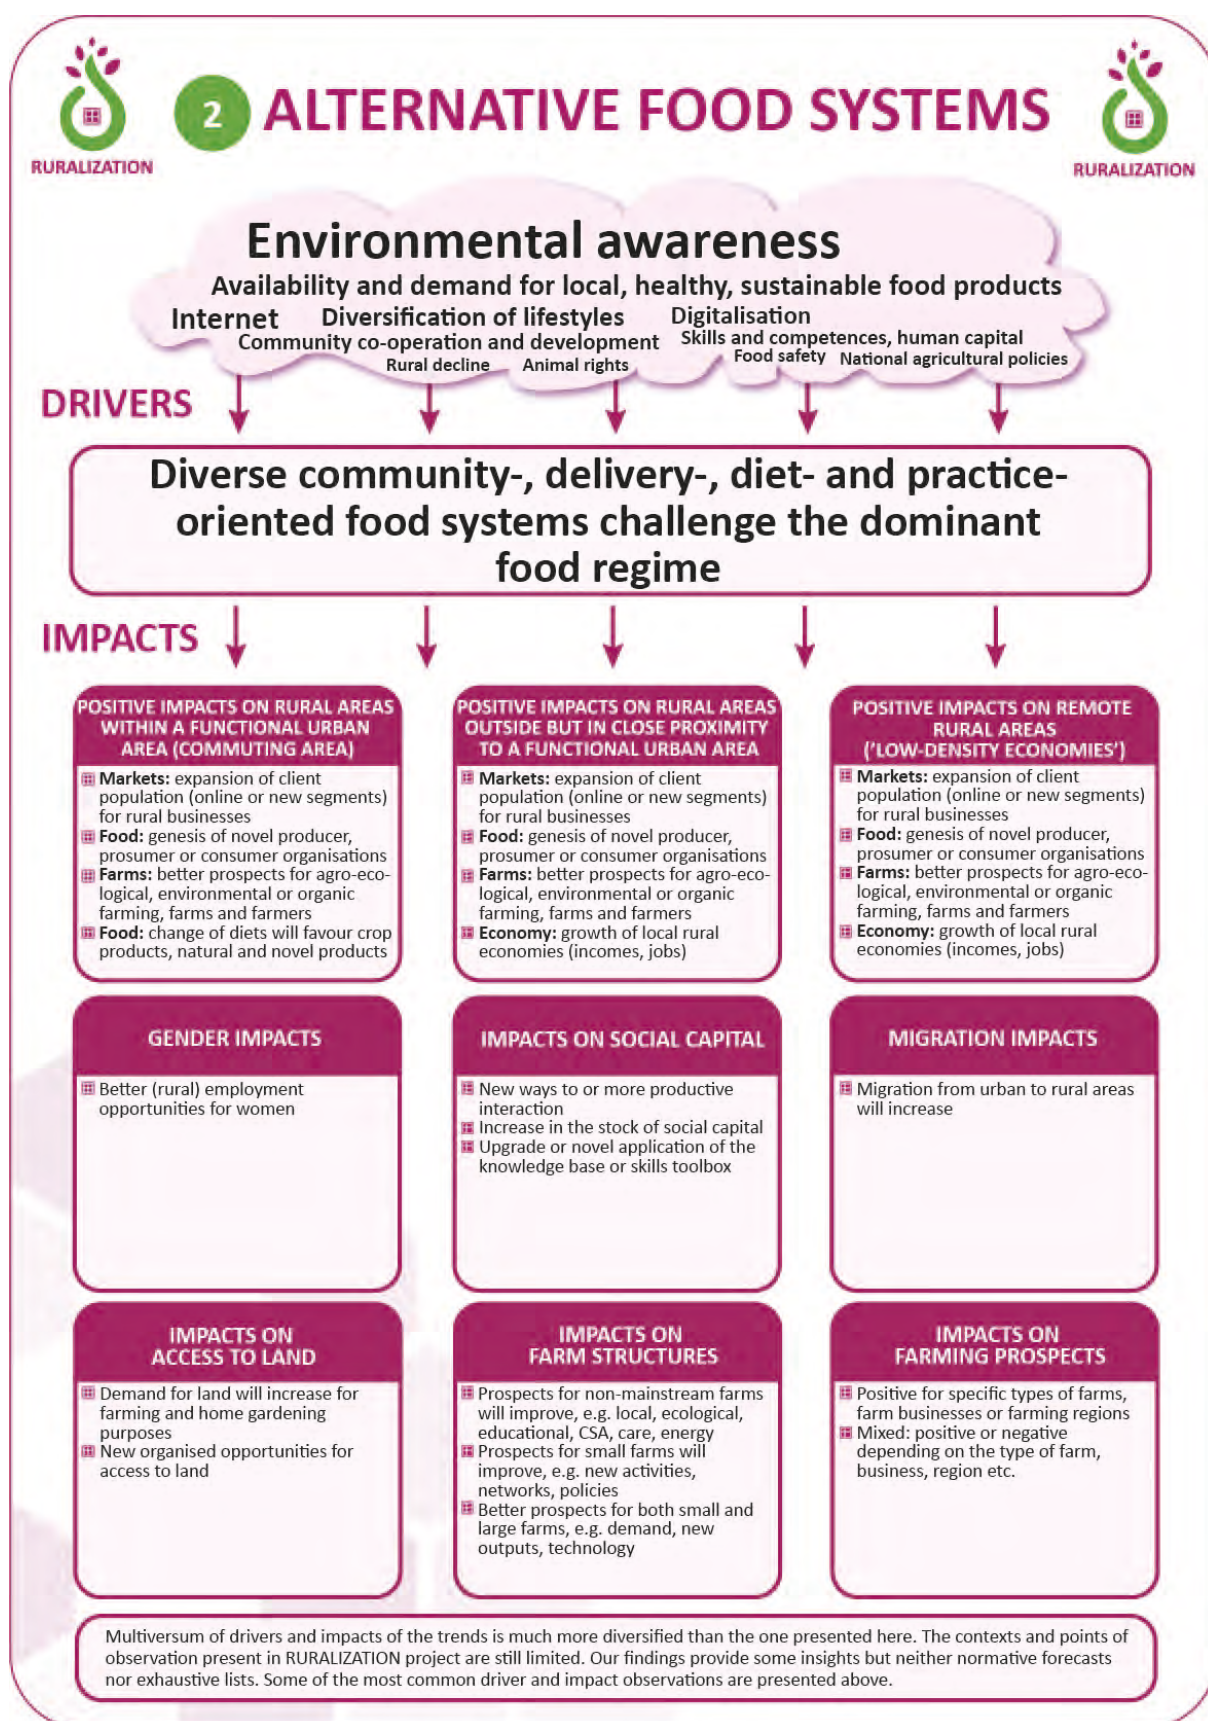 RURALIZATION
2 ALTERNATIVE FOOD SYSTEMS
RURALIZATION
Environmental awareness
Availability and demand for local, healthy, sustainable food products
Internet Diversification of lifestyles Digitalisation
Community co-operation and development Skills and competences, human capital
Rural decline Animal rights Food safety National agricultural policies
DRIVERS
Diverse community-, delivery-, diet- and practice-
oriented food systems challenge the dominant
food regime
IMPACTS
POSITIVE IMPACTS ON RURAL AREAS
WITHIN A FUNCTIONAL URBAN
AREA (COMMUTING AREA)
Markets: expansion of client
population (online or new segments)
for rural businesses
Food: genesis of novel producer,
prosumer or consumer organisations
Farms: better prospects for agro-eco-
logical, environmental or organic
farming, farms and farmers
Food: change of diets will favour crop
products, natural and novel products
POSITIVE IMPACTS ON RURAL AREAS
OUTSIDE BUT IN CLOSE PROXIMITY
TO A FUNCTIONAL URBAN AREA
Markets: expansion of client
population (online or new segments)
for rural businesses
Food: genesis of novel producer,
prosumer or consumer organisations
Farms: better prospects for agro-eco-
logical, environmental or organic
farming, farms and farmers
Economy: growth of local rural
economies (incomes, jobs)
POSITIVE IMPACTS ON REMOTE
RURAL AREAS
('LOW-DENSITY ECONOMIES')
Markets: expansion of client
population (online or new segments)
for rural businesses
Food: genesis of novel producer,
prosumer or consumer organisations
Farms: better prospects for agro-eco-
logical, environmental or organic
farming, farms and farmers
Economy: growth of local rural
economies (incomes, jobs)
GENDER IMPACTS
Better (rural) employment
opportunities for women
IMPACTS ON SOCIAL CAPITAL
New ways to or more productive
interaction
Increase in the stock of social capital
Upgrade or novel application of the
knowledge base or skills toolbox
MIGRATION IMPACTS
Migration from urban to rural areas
will increase
IMPACTS ON
ACCESS TO LAND
Demand for land will increase for
farming and home gardening
purposes
New organised opportunities for
access to land
IMPACTS ON
FARM STRUCTURES
Prospects for non-mainstream farms
will improve, e.g. local, ecological,
educational, CSA, care, energy
Prospects for small farms will
improve, e.g. new activities,
networks, policies
Better prospects for both small and
large farms, e.g. demand, new
outputs, technology
IMPACTS ON
FARMING PROSPECTS
Positive for specific types of farms,
farm businesses or farming regions
Mixed: positive or negative
depending on the type of farm,
business, region etc.
Multiversum of drivers and impacts of the trends is much more diversified than the one presented here. The contexts and points of
observation present in RURALIZATION project are still limited. Our findings provide some insights but neither normative forecasts
nor exhaustive lists. Some of the most common driver and impact observations are presented above.